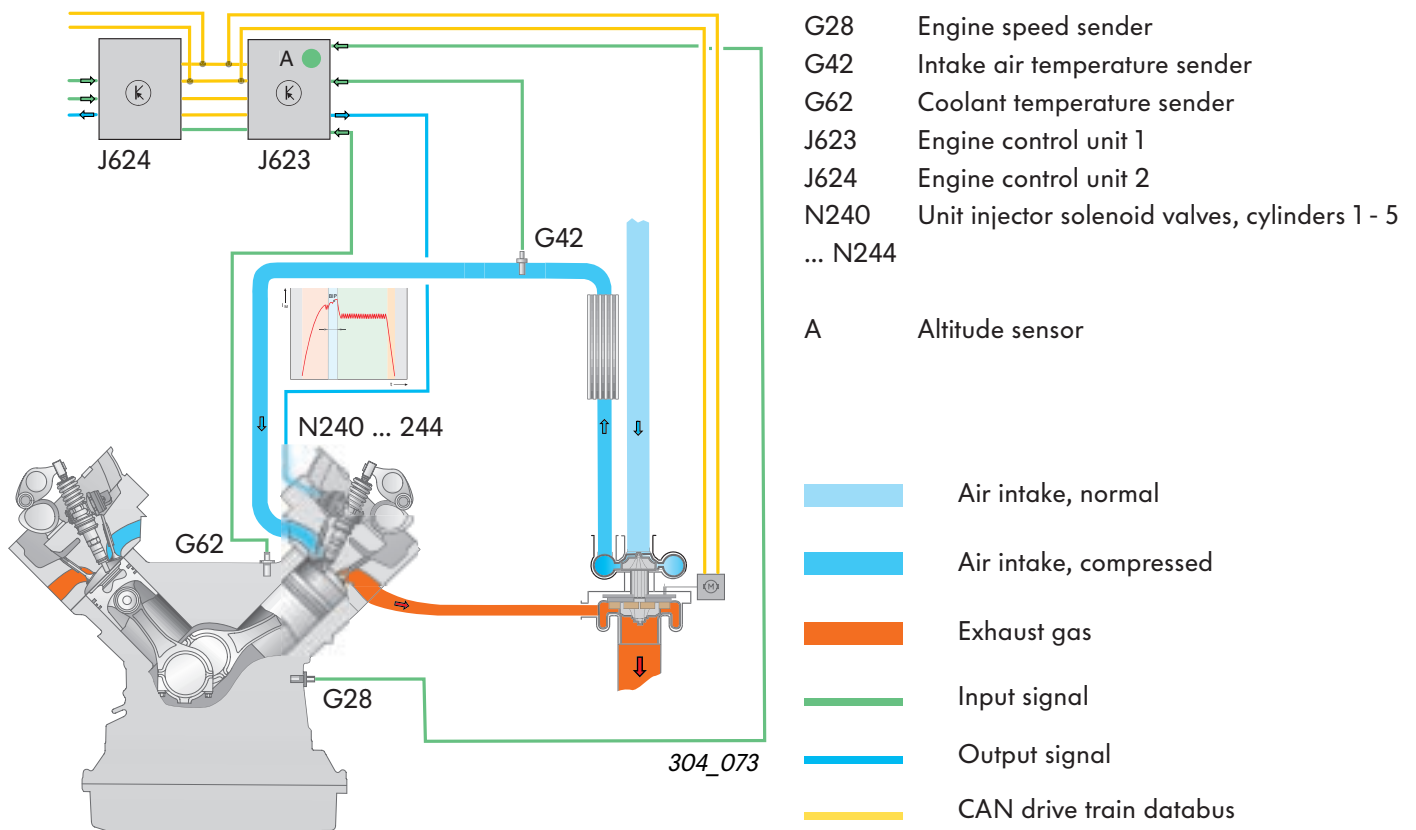 A
J624
J623
G42
BIP
N240 ... 244
G62
M
G28
304_073
G28 Engine speed sender
G42 Intake air temperature sender
G62 Coolant temperature sender
J623 Engine control unit 1
J624 Engine control unit 2
N240 Unit injector solenoid valves, cylinders 1 - 5
... N244
A Altitude sensor
Air intake, normal
Air intake, compressed
Exhaust gas
Input signal
Output signal
CAN drive train databus